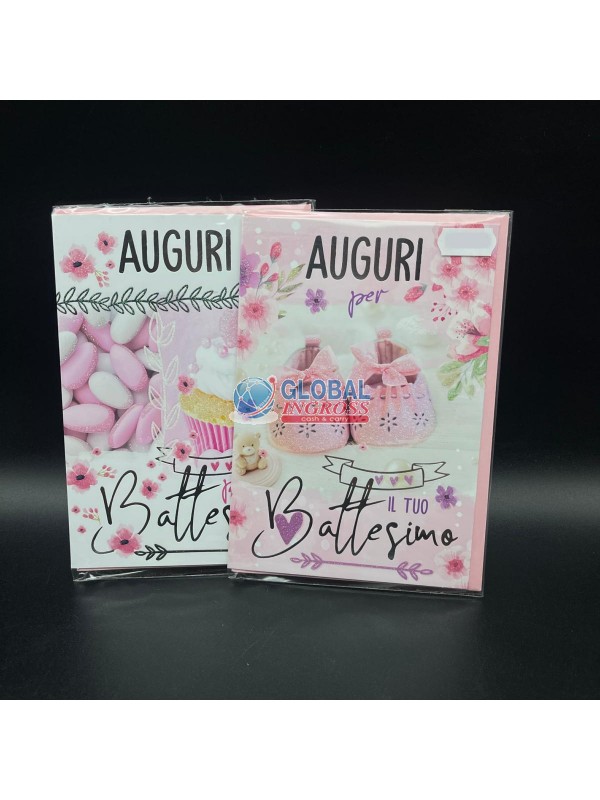 AUGURI
Battes
AUGURI
per
IL TUO
Battesimo
GLOBAL
INGROSS
cash & carry